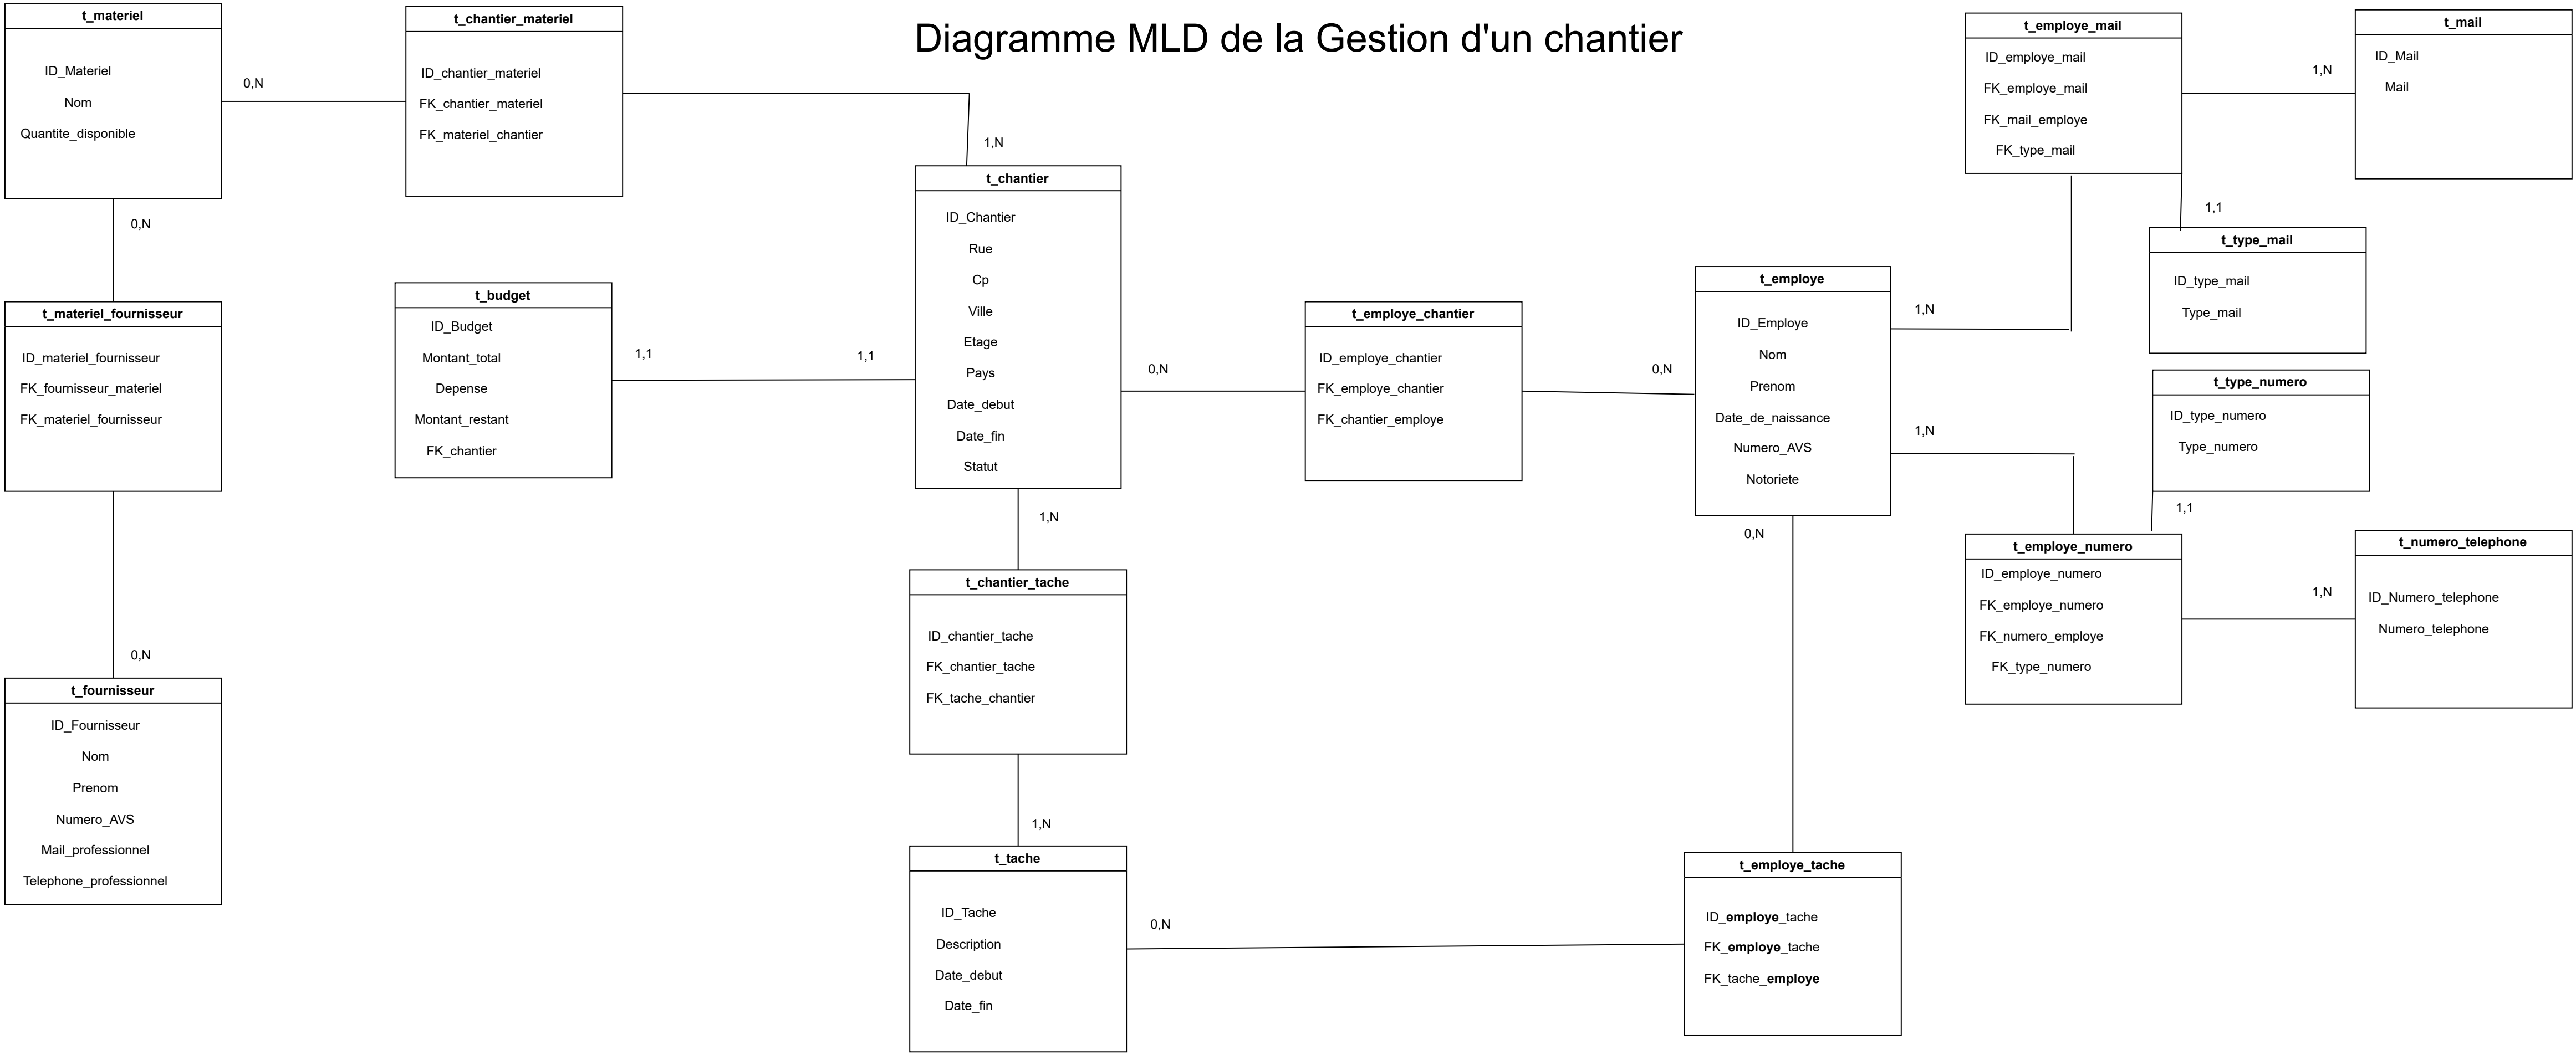 Diagramme MLD de la Gestion d'un chantier
t_materiel
ID_Materiel
Nom
Quantite_disponible
0,N
0,N
t_chantier_materiel
ID_chantier_materiel
FK_chantier_materiel
FK_materiel_chantier
1,N
t_materiel_fournisseur
ID_materiel_fournisseur
FK_fournisseur_materiel
FK_materiel_fournisseur
0,N
t_fournisseur
ID_Fournisseur
Nom
Prenom
Numero_AVS
Mail_professionnel
Telephone_professionnel
t_budget
ID_Budget
Montant_total
Depense
Montant_restant
FK_chantier
1,1
1,1
t_chantier
ID_Chantier
Rue
Cp
Ville
Etage
Pays
Date_debut
Date_fin
Statut
0,N
1,N
t_chantier_tache
ID_chantier_tache
FK_chantier_tache
FK_tache_chantier
1,N
t_tache
ID_Tache
Description
Date_debut
Date_fin
0,N
t_employe_chantier
ID_employe_chantier
FK_employe_chantier
FK_chantier_employe
0,N
t_employe
ID_Employe
Nom
Prenom
Date_de_naissance
Numero_AVS
Notoriete
1,N
1,N
0,N
t_employe_tache
ID_employe_tache
FK_employe_tache
FK_tache_employe
t_employe_mail
ID_employe_mail
FK_employe_mail
FK_mail_employe
FK_type_mail
1,N
t_mail
ID_Mail
Mail
1,1
t_type_mail
ID_type_mail
Type_mail
t_type_numero
ID_type_numero
Type_numero
1,1
t_employe_numero
ID_employe_numero
FK_employe_numero
FK_numero_employe
FK_type_numero
1,N
t_numero_telephone
ID_Numero_telephone
Numero_telephone